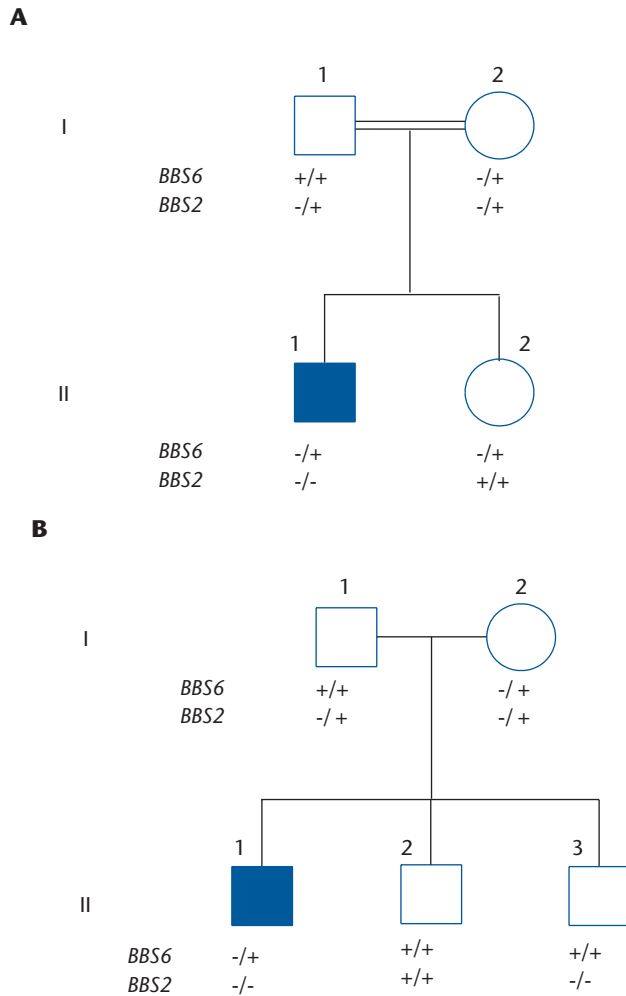 A
1 2
I
BBS6 +/+ -/+
BBS2 -/+ -/+
1 2
II
BBS6 -/+ -/+
BBS2 -/- +/+
B
1 2
I
BBS6 +/+ -/ +
BBS2 -/ + -/ +
1 2 3
II
BBS6 -/+ +/+ +/+
BBS2 -/- +/+ -/-